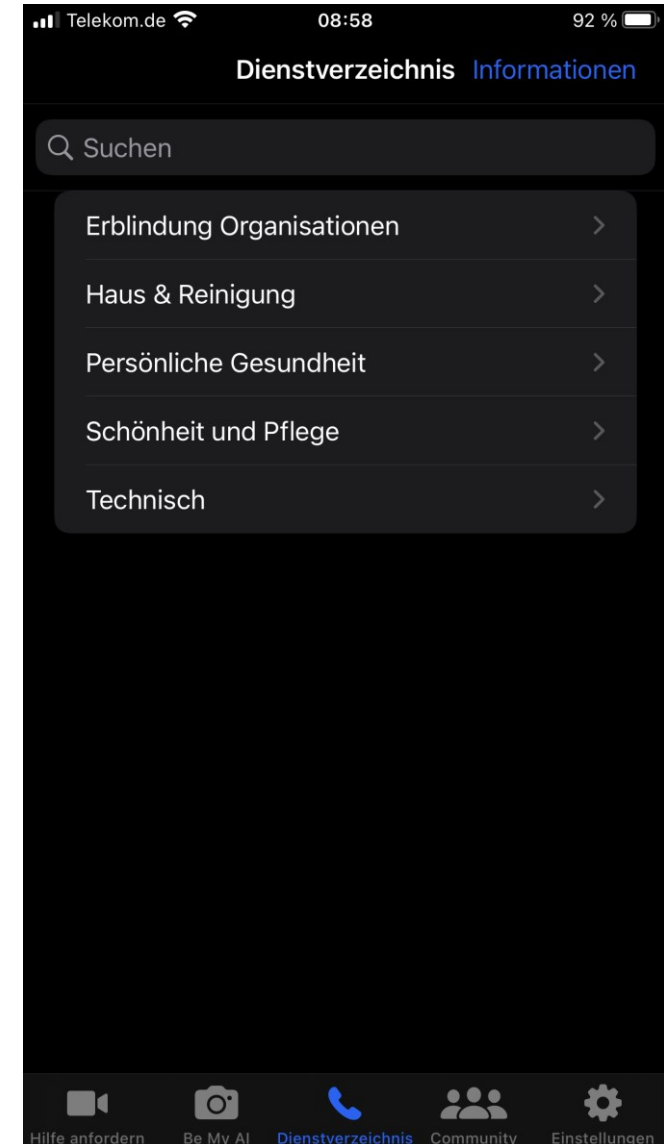 Telekom.de 08:58 92 %
Dienstverzeichnis Informationen
Suchen
Erblindung Organisationen
Haus & Reinigung
Persönliche Gesundheit
Schönheit und Pflege
Technisch
Hilfe anfordern Be My AI Dienstverzeichnis Community Einstellungen